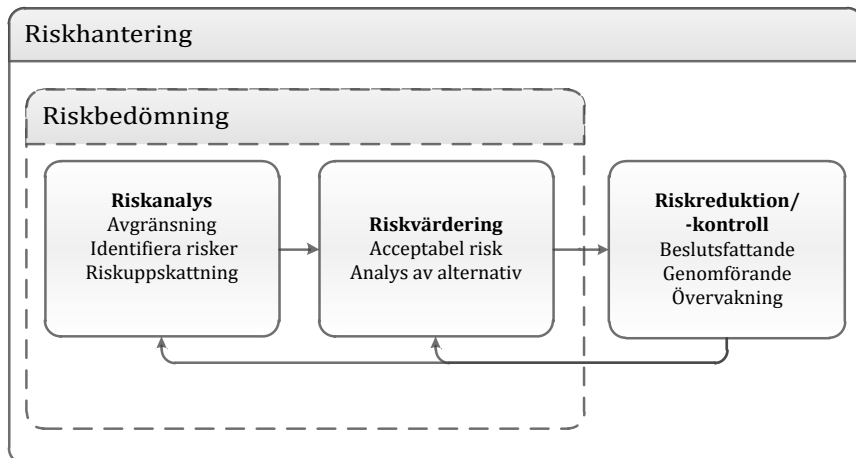 Riskhantering
Riskbedömning
Riskanalys
Avgränsning
Identifiera risker
Riskuppskattning
Riskvärdering
Acceptabel risk
Analys av alternativ
Riskreduktion/
-kontroll
Beslutsfattande
Genomförande
Övervakning